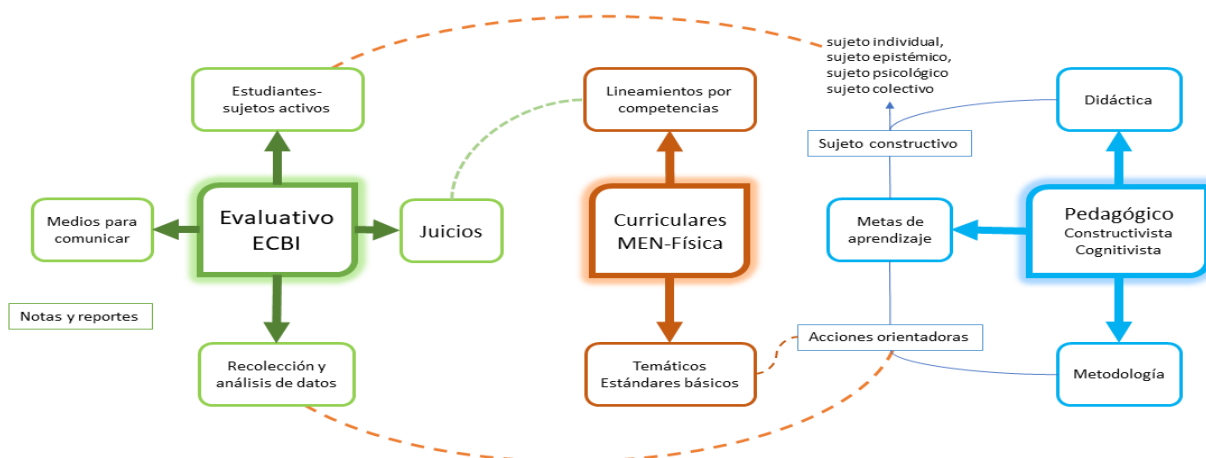 sujeto individual,
sujeto epistémico,
sujeto psicológico
sujeto colectivo
Estudiantes-
sujetos activos
Lineamientos por
competencias
Didáctica
Sujeto constructivo
Medios para
comunicar
Evaluativo
ECBI
Juicios
Curriculares
MEN-Física
Metas de
aprendizaje
Pedagógico
Constructivista
Cognitivista
Notas y reportes
Acciones orientadoras
Recolección y
análisis de datos
Temáticos
Estándares básicos
Metodología